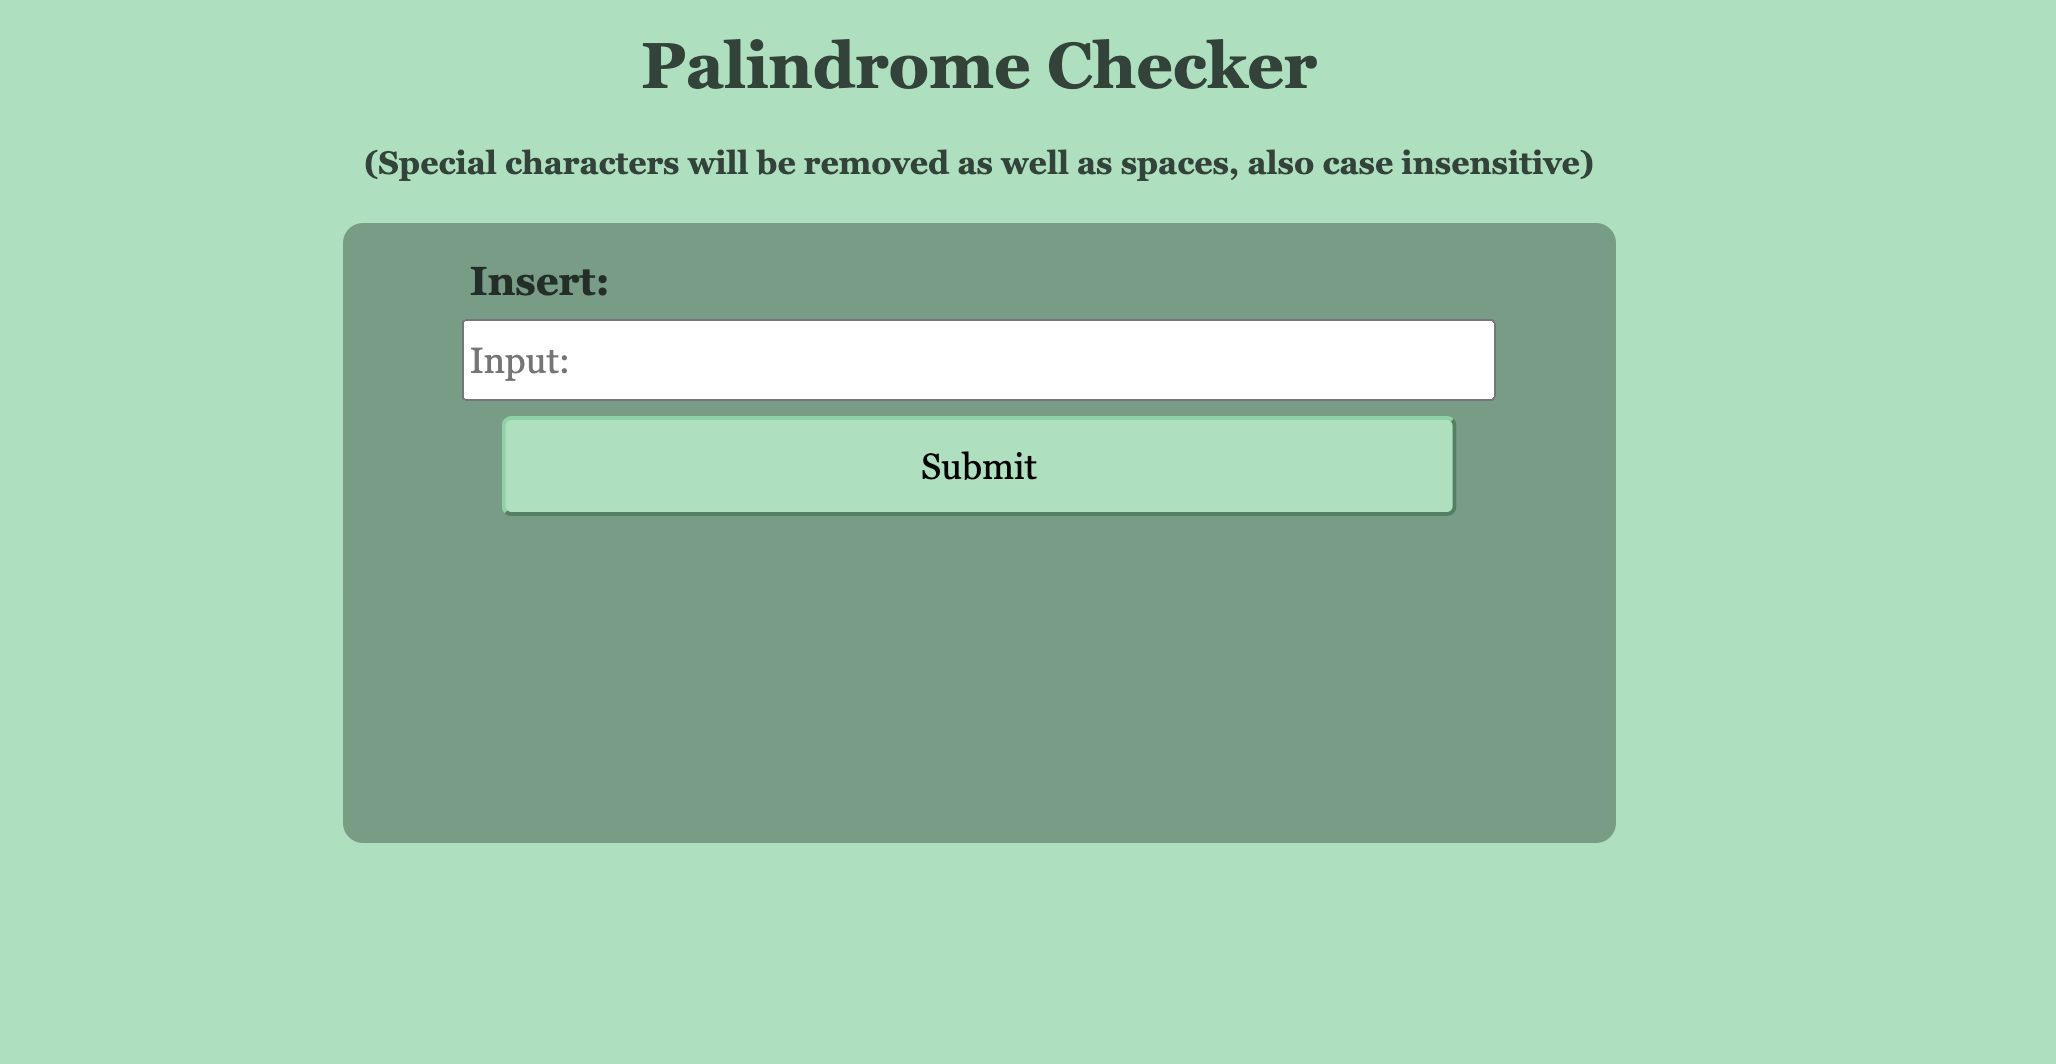 Palindrome Checker
(Special characters will be removed as well as spaces, also case insensitive)
Insert:
Input:
Submit